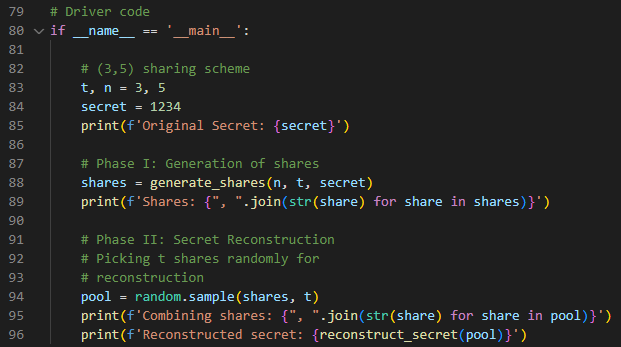 79 # Driver code
80 if __name__ == '__main__':
81
82 # (3,5) sharing scheme
83 t, n = 3, 5
84 secret = 1234
85 print(f'Original Secret: {secret}')
86
87 # Phase I: Generation of shares
88 shares = generate_shares(n, t, secret)
89 print(f'Shares: {", ".join(str(share) for share in shares)}')
90
91 # Phase II: Secret Reconstruction
92 # Picking t shares randomly for
93 # reconstruction
94 pool = random.sample(shares, t)
95 print(f'Combining shares: {", ".join(str(share) for share in pool)}')
96 print(f'Reconstructed secret: {reconstruct_secret(pool)}')